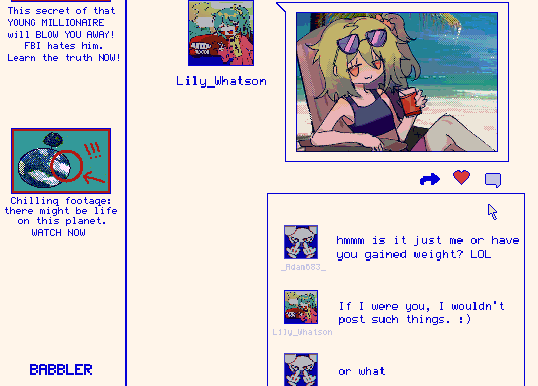 This secret of that
YOUNG MILLIONAIRE
will BLOW YOU AWAY!
FBI hates him.
Learn the truth NOW!
!!!
Chilling footage:
there might be life
on this planet.
WATCH NOW
BABBLER
Lily_Whatson
hmmm is it just me or have
you gained weight? LOL
_Adam683_
If I were you, I wouldn't
post such things. :)
Lily_Whatson
or what